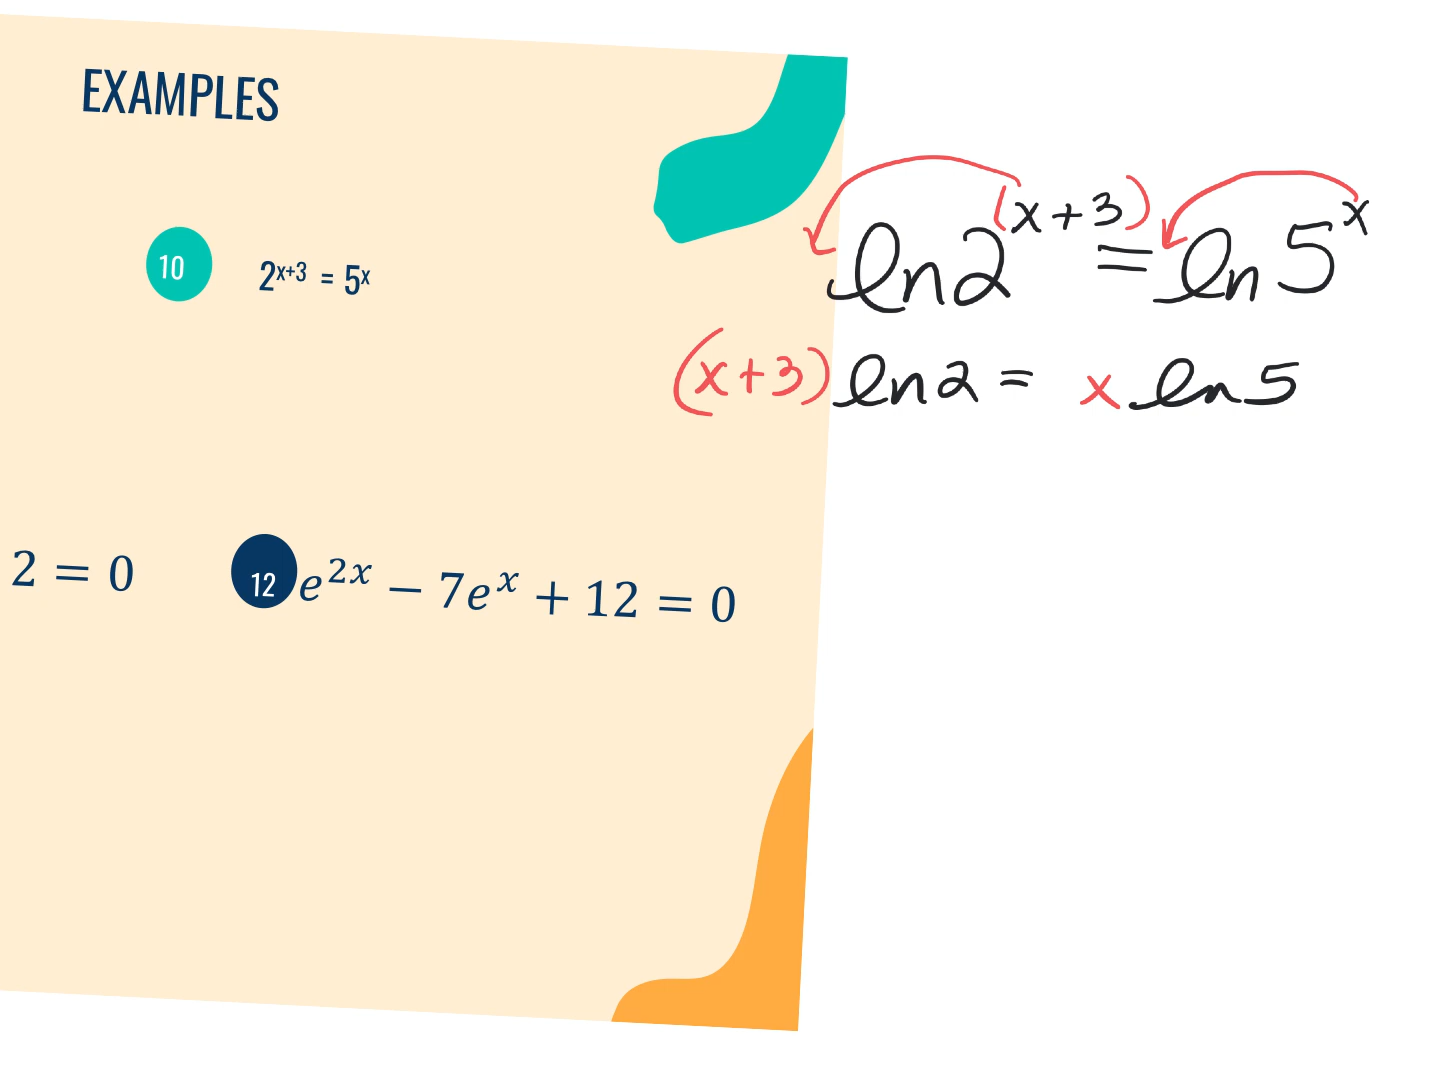 EXAMPLES
10 2ˣ⁺³ = 5ˣ
ln2⁽ˣ⁺³⁾ = ln5ˣ
(x+3) ln2 = x ln5
2 = 0
12 e²ˣ − 7eˣ + 12 = 0